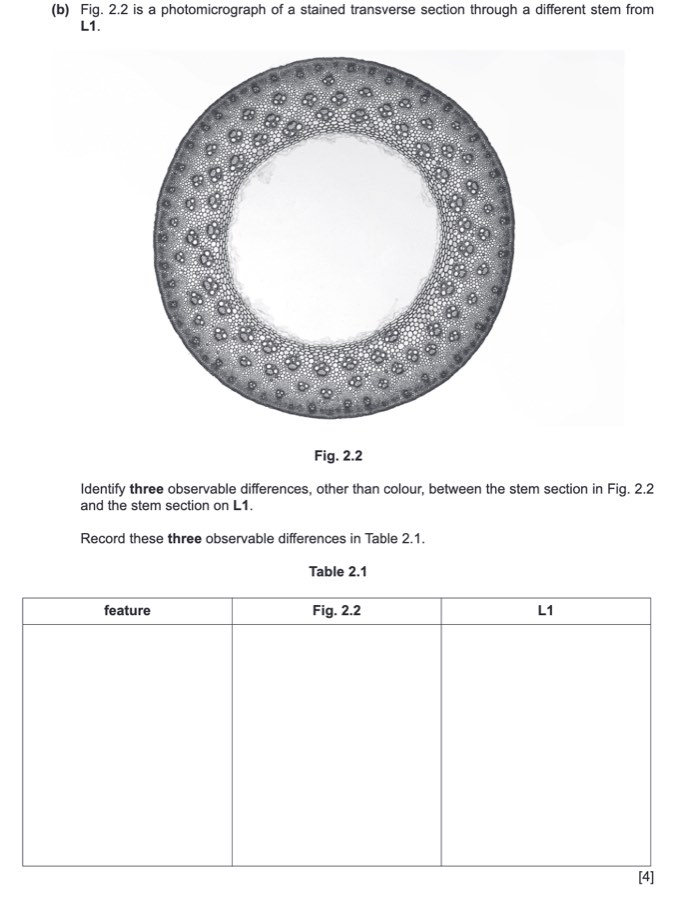 (b) Fig. 2.2 is a photomicrograph of a stained transverse section through a different stem from
L1.
Fig. 2.2
Identify three observable differences, other than colour, between the stem section in Fig. 2.2
and the stem section on L1.
Record these three observable differences in Table 2.1.
Table 2.1
feature Fig. 2.2 L1
[4]